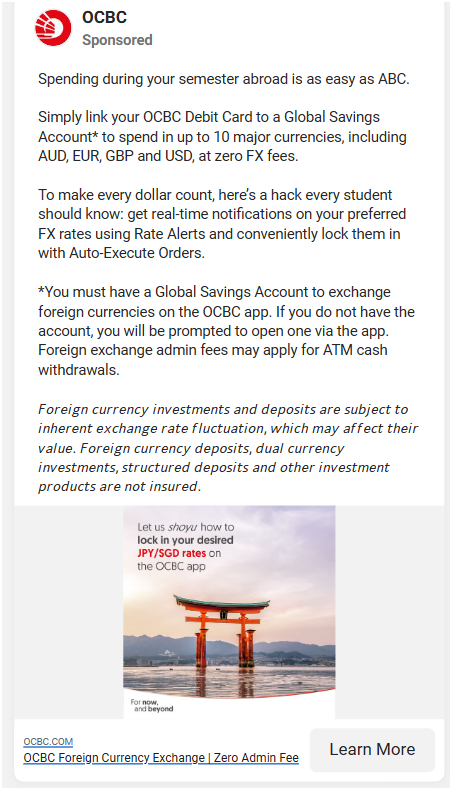 OCBC
Sponsored
Spending during your semester abroad is as easy as ABC.
Simply link your OCBC Debit Card to a Global Savings
Account* to spend in up to 10 major currencies, including
AUD, EUR, GBP and USD, at zero FX fees.
To make every dollar count, here’s a hack every student
should know: get real-time notifications on your preferred
FX rates using Rate Alerts and conveniently lock them in
with Auto-Execute Orders.
*You must have a Global Savings Account to exchange
foreign currencies on the OCBC app. If you do not have the
account, you will be prompted to open one via the app.
Foreign exchange admin fees may apply for ATM cash
withdrawals.
Foreign currency investments and deposits are subject to
inherent exchange rate fluctuation, which may affect their
value. Foreign currency deposits, dual currency
investments, structured deposits and other investment
products are not insured.
Let us shoyu how to
lock in your desired
JPY/SGD rates on
the OCBC app
For now,
and beyond
OCBC.COM
OCBC Foreign Currency Exchange | Zero Admin Fee
Learn More